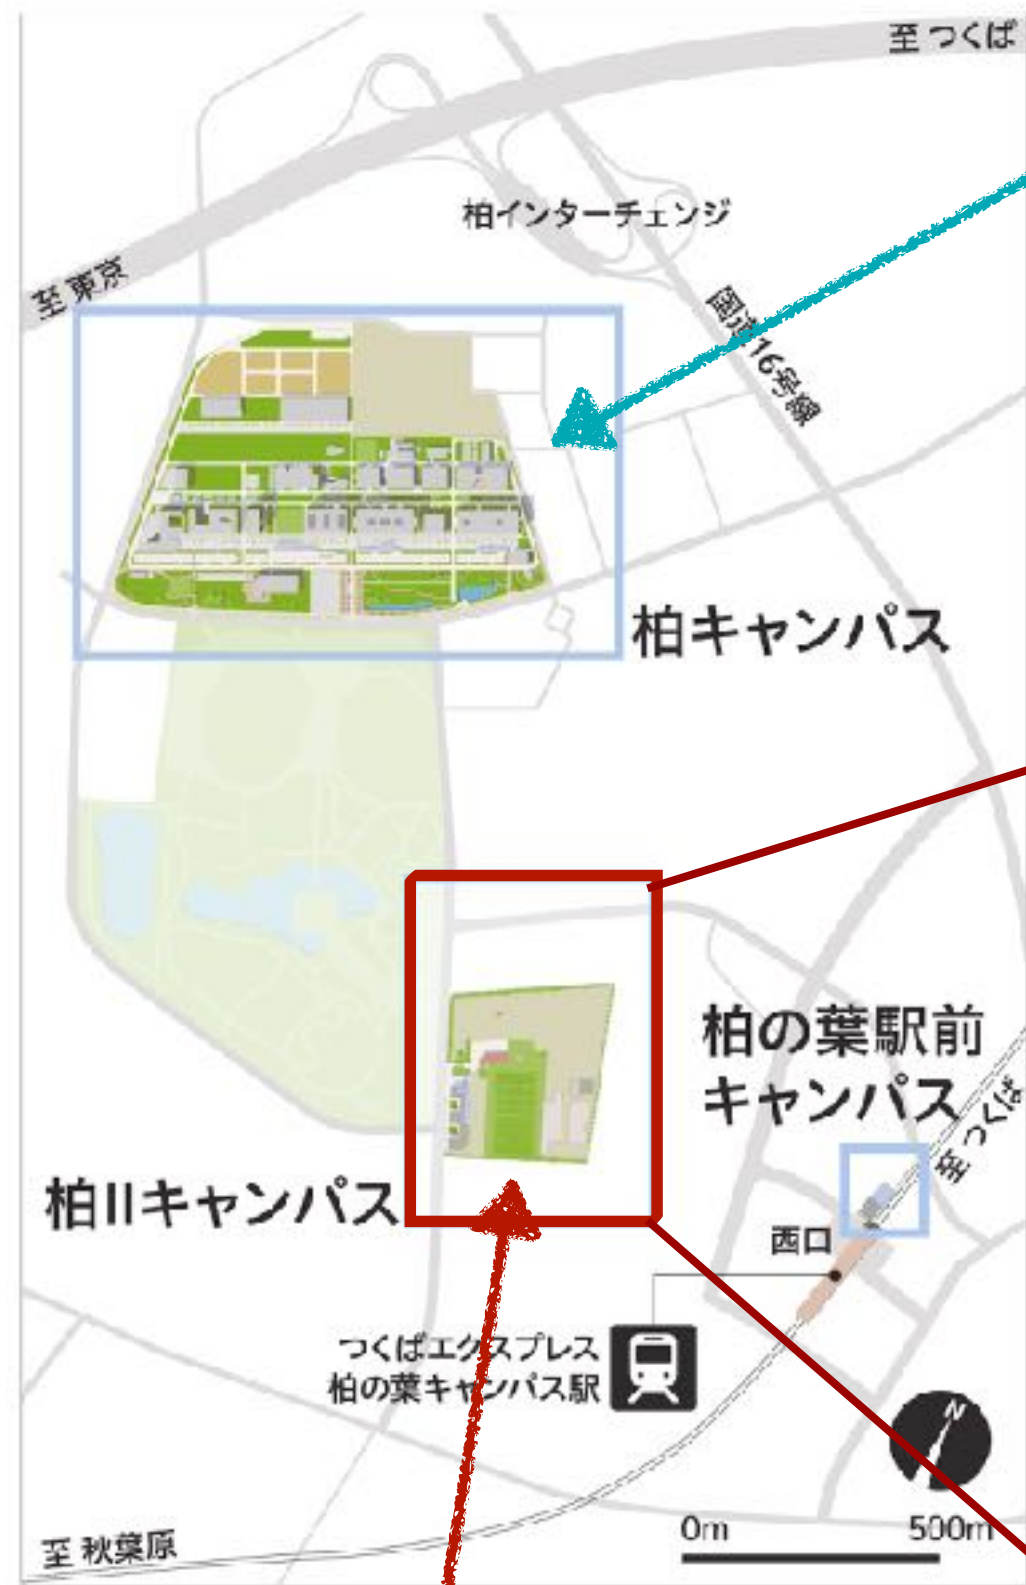 至 つくば
柏インターチェンジ
至 東京
国道16号線
柏キャンパス
柏の葉駅前
キャンパス
至 つくば
柏IIキャンパス
西口
つくばエクスプレス
柏の葉キャンパス駅
N
0m 500m
至 秋葉原